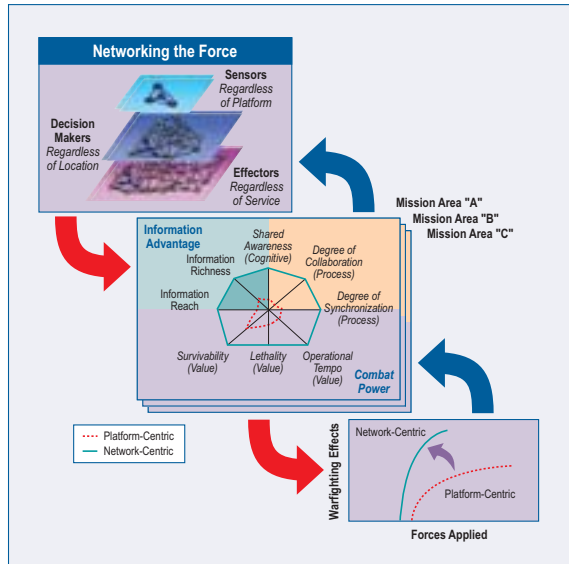 Networking the Force
Sensors
Regardless
of Platform
Decision
Makers
Regardless
of Location
Effectors
Regardless
of Service
Mission Area "A"
Mission Area "B"
Mission Area "C"
Information
Advantage
Shared
Awareness
(Cognitive)
Information
Richness
Degree of
Collaboration
(Process)
Information
Reach
Degree of
Synchronization
(Process)
Survivability
(Value)
Lethality
(Value)
Operational
Tempo
(Value)
Combat
Power
Platform-Centric
Network-Centric
Warfighting Effects
Network-Centric
Platform-Centric
Forces Applied